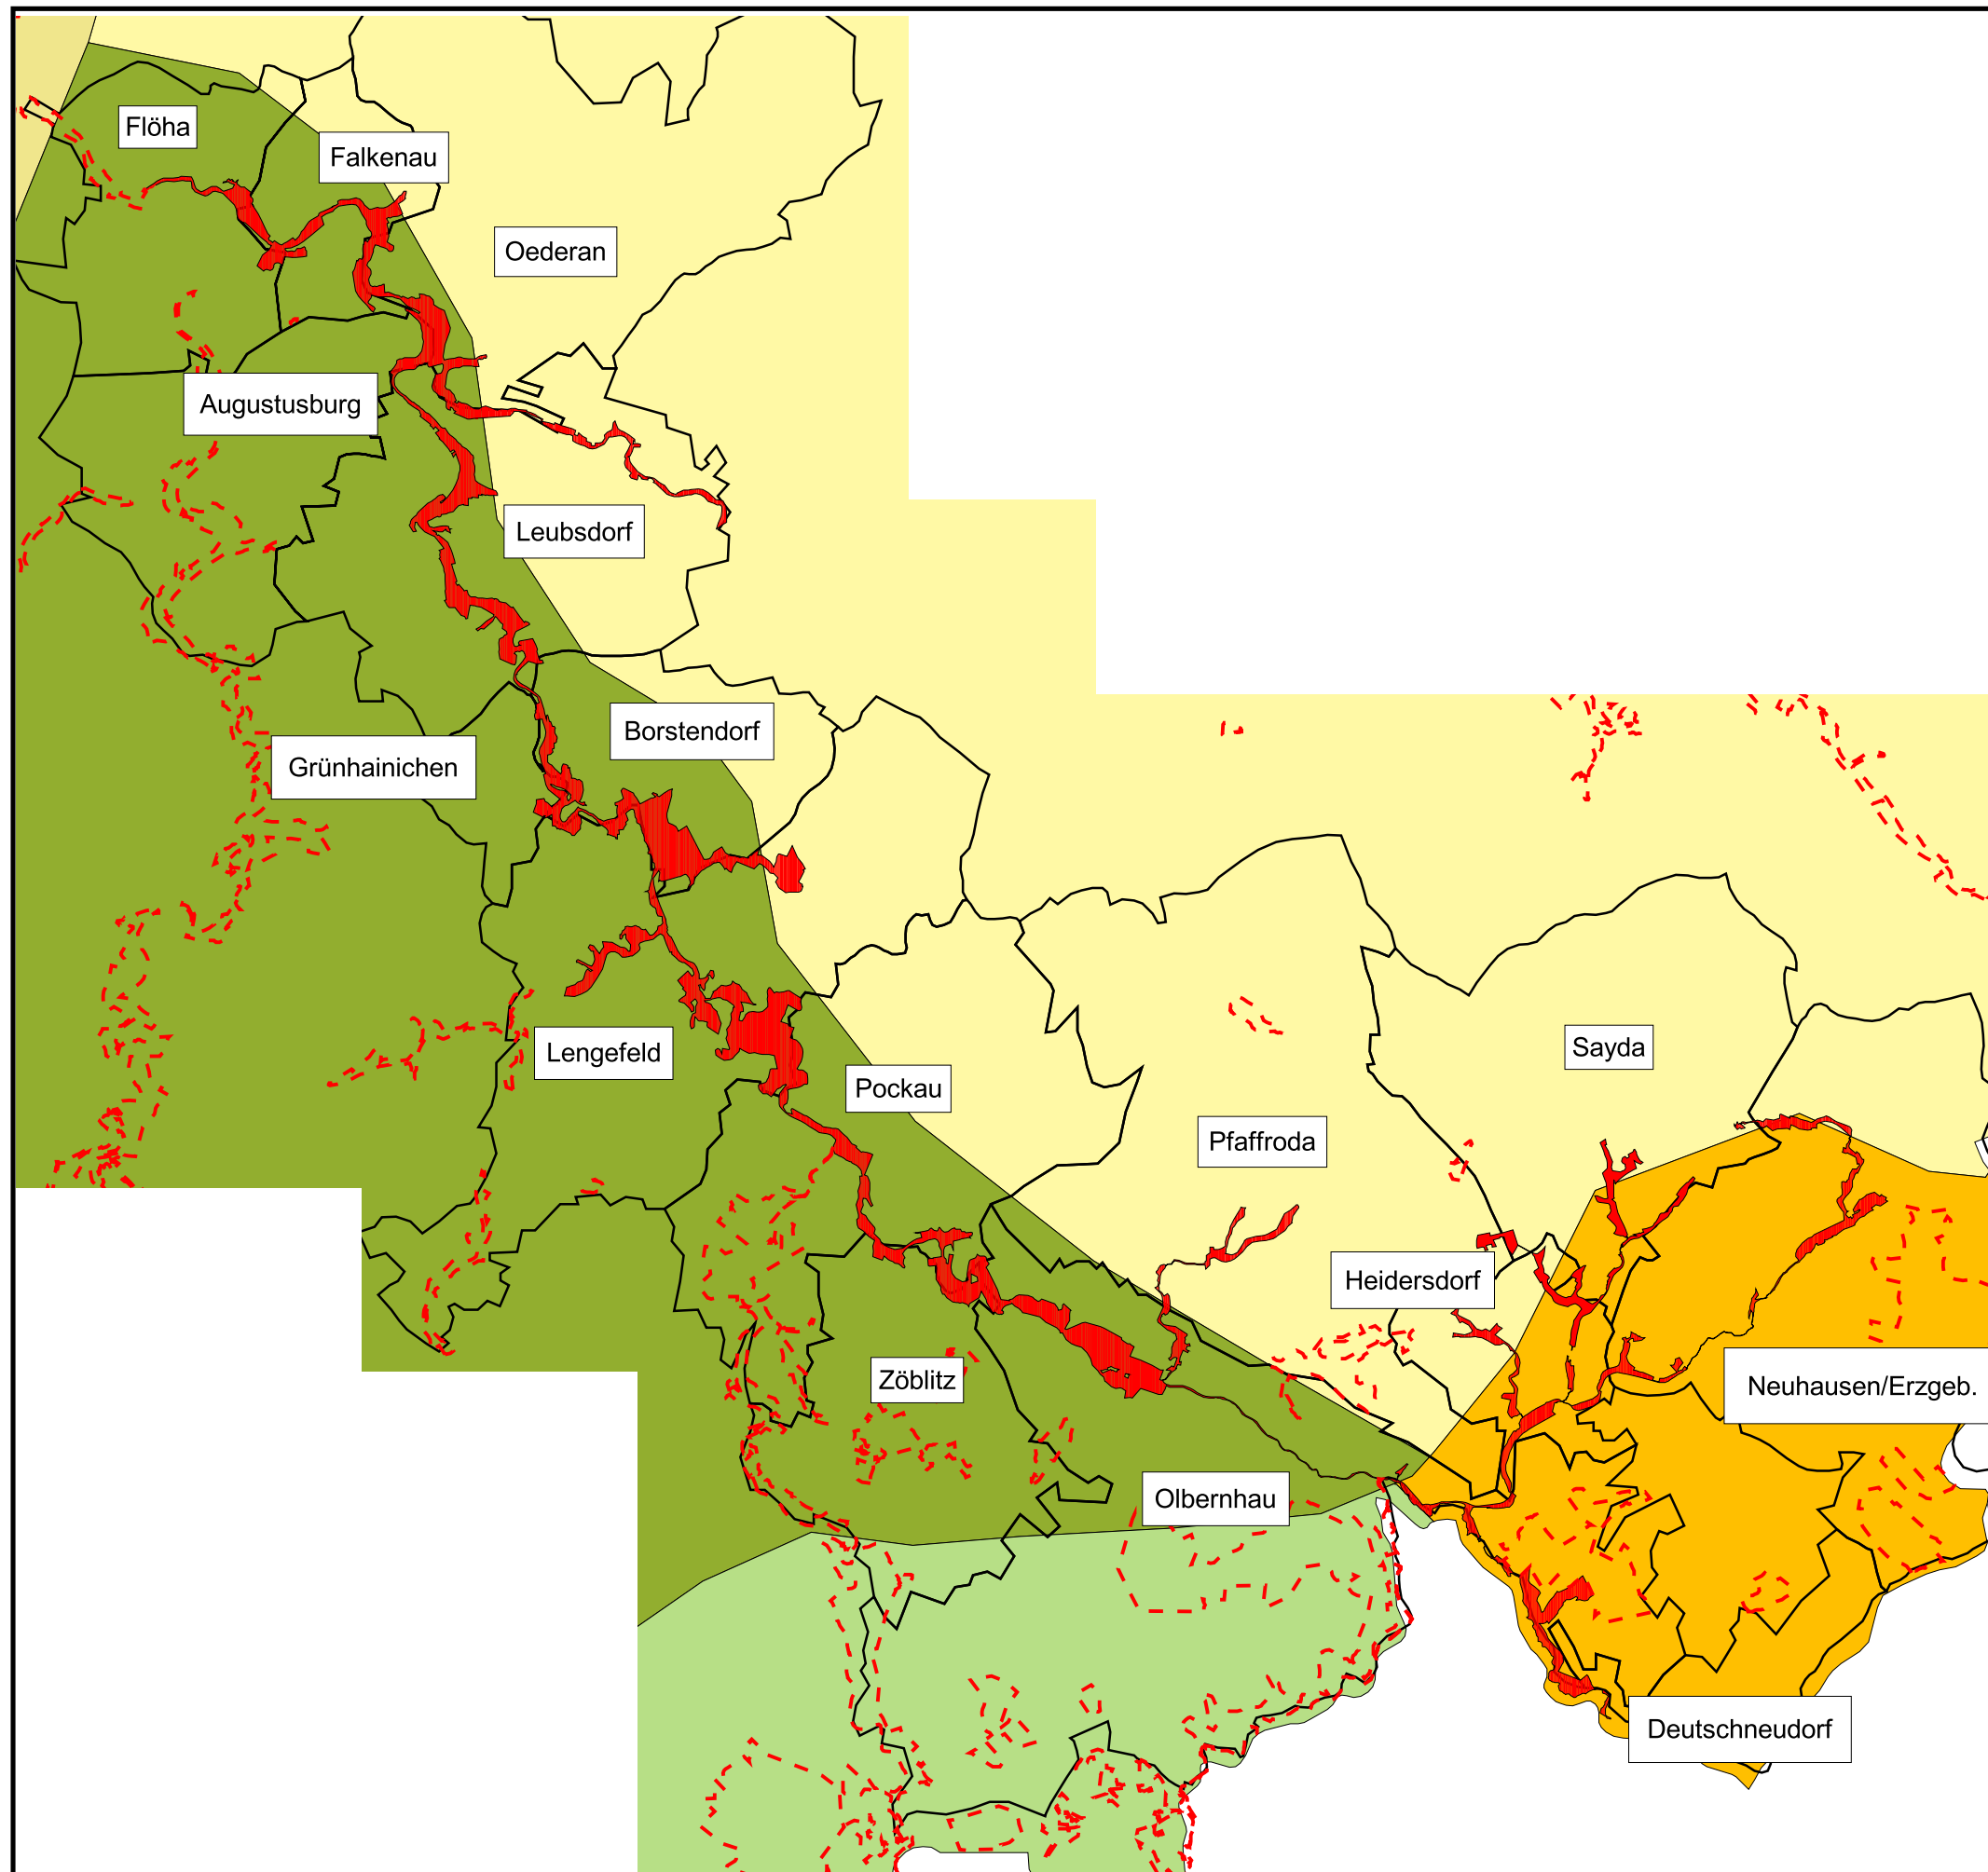 Flöha
Falkenau
Oederan
Augustusburg
Leubsdorf
Borstendorf
Grünhainichen
Lengefeld
Sayda
Pockau
Pfaffroda
Heidersdorf
Zöblitz
Neuhausen/Erzgeb.
Olbernhau
Deutschneudorf